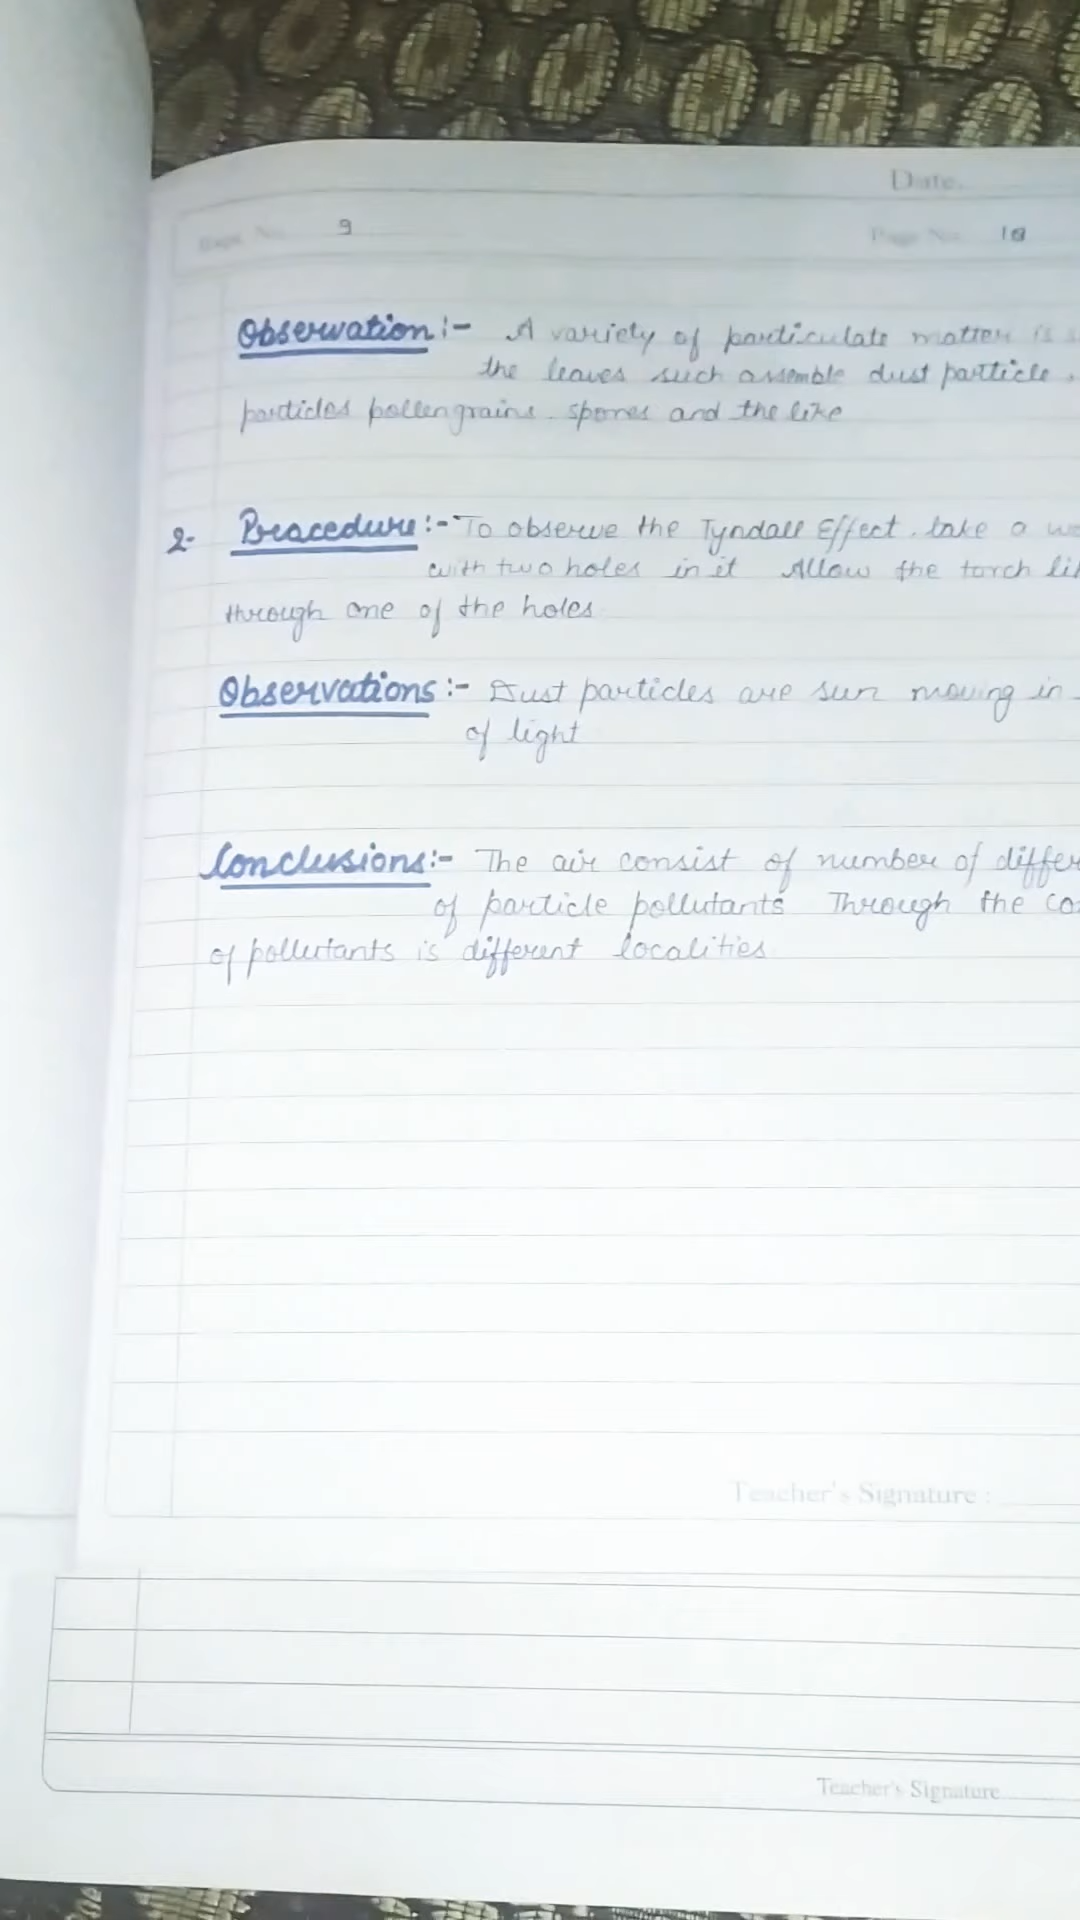 Date.
Page No. 9 Page No. 10
Observation :- A variety of particulate matter is
the leaves such assemble dust particle,
particles pollengrains. spores and the like
2- Procedure :- To observe the Tyndall Effect. take a
with two holes in it Allow the torch
through one of the holes
Observations :- Dust particles are sun moving in
of light
Conclusions:- The air consist of number of
of particle pollutants Through the
of pollutants is different localities
Teacher's Signature :
Teacher's Signature